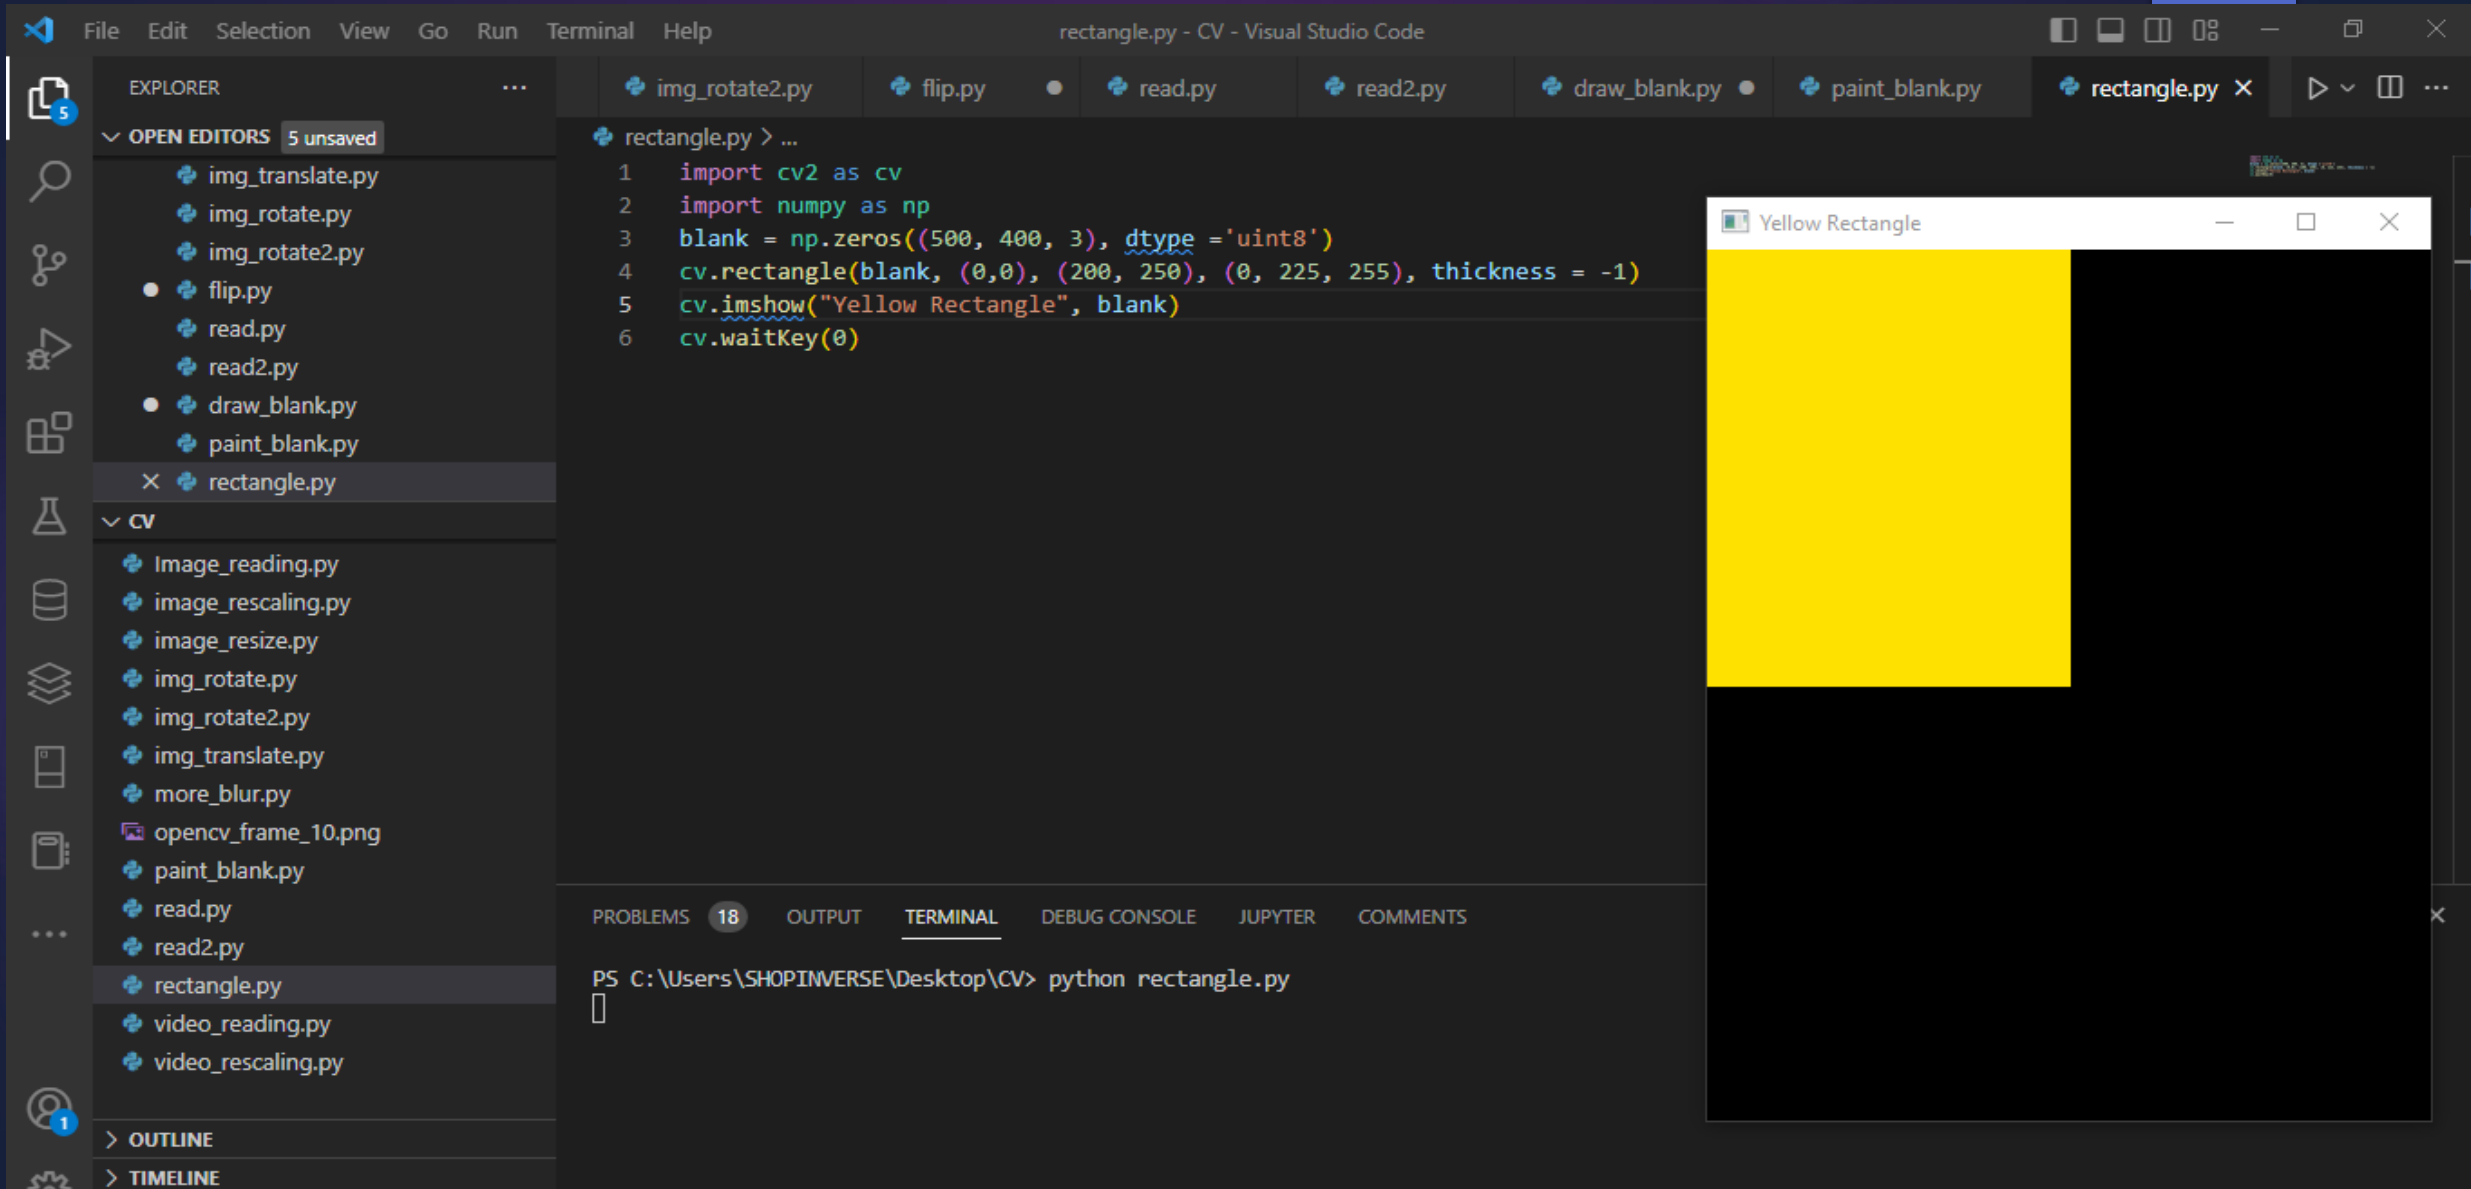 File Edit Selection View Go Run Terminal Help
rectangle.py - CV - Visual Studio Code
EXPLORER
5
OPEN EDITORS 5 unsaved
img_translate.py
img_rotate.py
img_rotate2.py
flip.py
read.py
read2.py
draw_blank.py
paint_blank.py
rectangle.py
CV
Image_reading.py
image_rescaling.py
image_resize.py
img_rotate.py
img_rotate2.py
img_translate.py
more_blur.py
opencv_frame_10.png
paint_blank.py
read.py
read2.py
rectangle.py
video_reading.py
video_rescaling.py
1
OUTLINE
TIMELINE
img_rotate2.py flip.py read.py read2.py draw_blank.py paint_blank.py rectangle.py
rectangle.py > ...
1 import cv2 as cv
2 import numpy as np
3 blank = np.zeros((500, 400, 3), dtype ='uint8')
4 cv.rectangle(blank, (0,0), (200, 250), (0, 225, 255), thickness = -1)
5 cv.imshow("Yellow Rectangle", blank)
6 cv.waitKey(0)
Yellow Rectangle
PROBLEMS 18 OUTPUT TERMINAL DEBUG CONSOLE JUPYTER COMMENTS
PS C:\Users\SHOPINVERSE\Desktop\CV> python rectangle.py